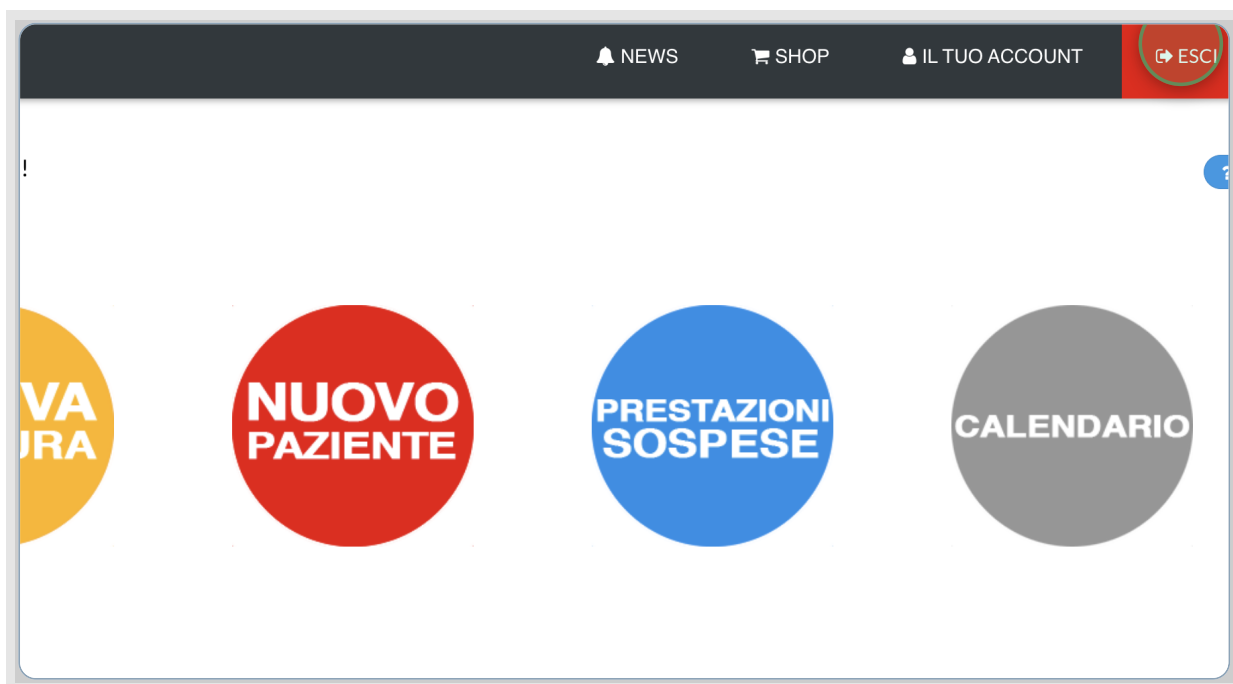 NEWS
SHOP
IL TUO ACCOUNT
ESCI
!
?
VA
URA
NUOVO
PAZIENTE
PRESTAZIONI
SOSPESE
CALENDARIO